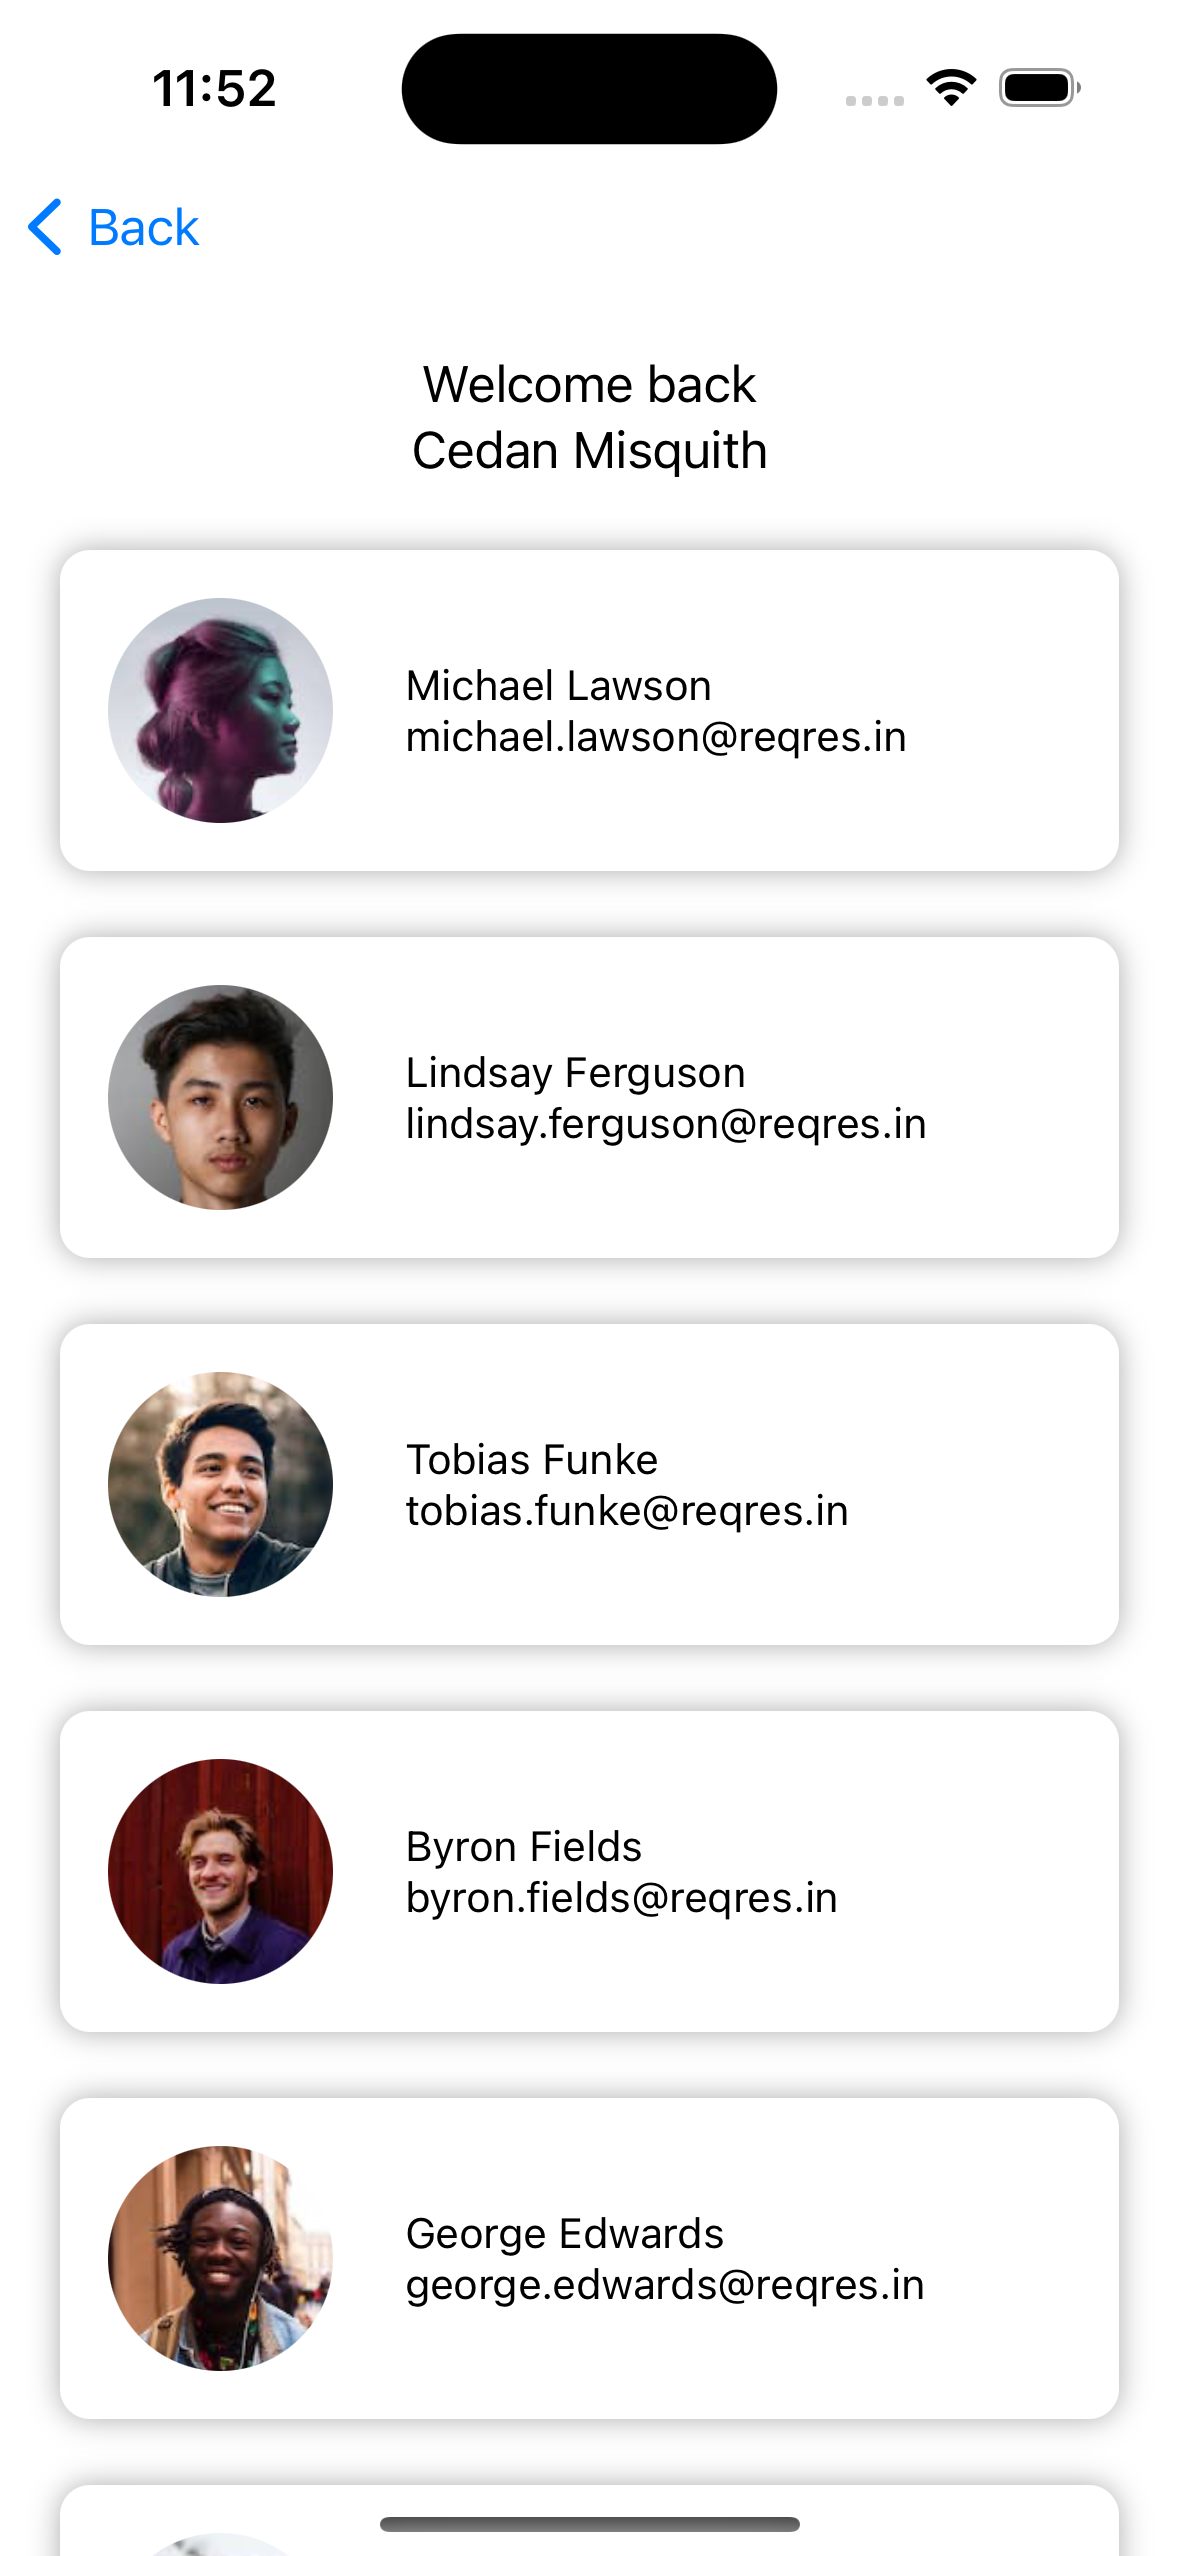 11:52
Back
Welcome back
Cedan Misquith
Michael Lawson
michael.lawson@reqres.in
Lindsay Ferguson
lindsay.ferguson@reqres.in
Tobias Funke
tobias.funke@reqres.in
Byron Fields
byron.fields@reqres.in
George Edwards
george.edwards@reqres.in